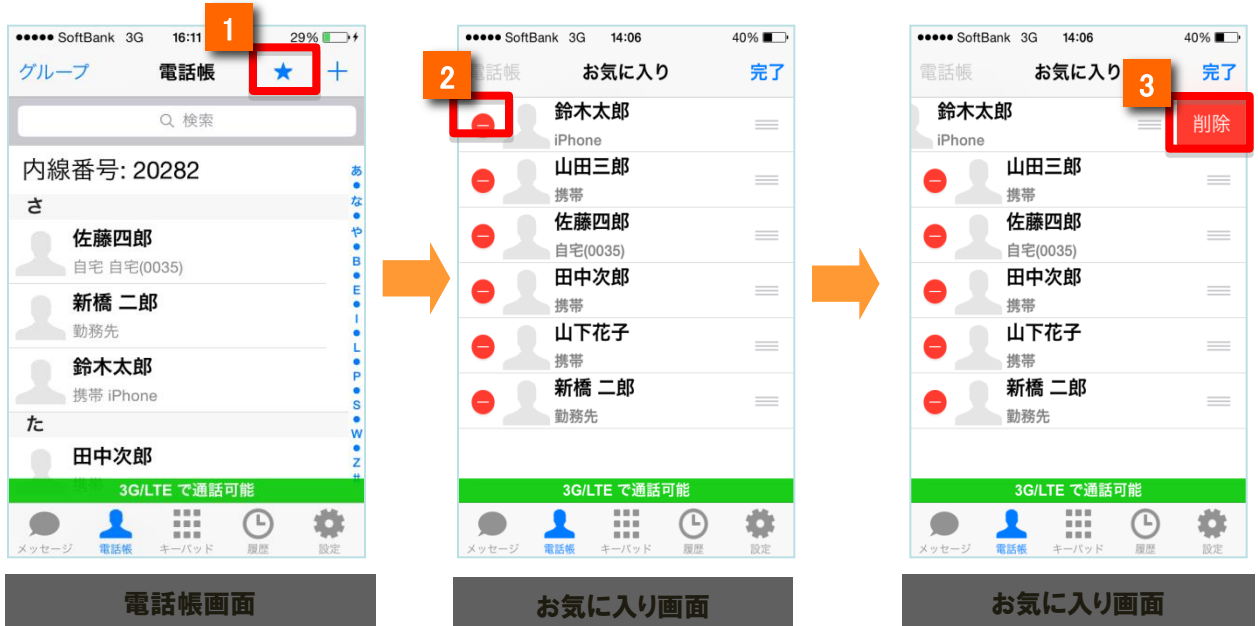 1
SoftBank 3G 16:11 29%
グループ 電話帳 ★ +
検索
内線番号: 20282
さ
佐藤四郎
自宅 自宅(0035)
新橋 二郎
勤務先
鈴木太郎
携帯 iPhone
た
田中次郎
あ
な
や
B
E
I
L
P
S
W
Z
#
3G/LTE で通話可能
メッセージ 電話帳 キーパッド 履歴 設定
電話帳画面
2
SoftBank 3G 14:06 40%
電話帳 お気に入り 完了
鈴木太郎
iPhone
山田三郎
携帯
佐藤四郎
自宅(0035)
田中次郎
携帯
山下花子
携帯
新橋 二郎
勤務先
3G/LTE で通話可能
メッセージ 電話帳 キーパッド 履歴 設定
お気に入り画面
3
SoftBank 3G 14:06 40%
電話帳 お気に入り 完了
鈴木太郎
iPhone
削除
山田三郎
携帯
佐藤四郎
自宅(0035)
田中次郎
携帯
山下花子
携帯
新橋 二郎
勤務先
3G/LTE で通話可能
メッセージ 電話帳 キーパッド 履歴 設定
お気に入り画面